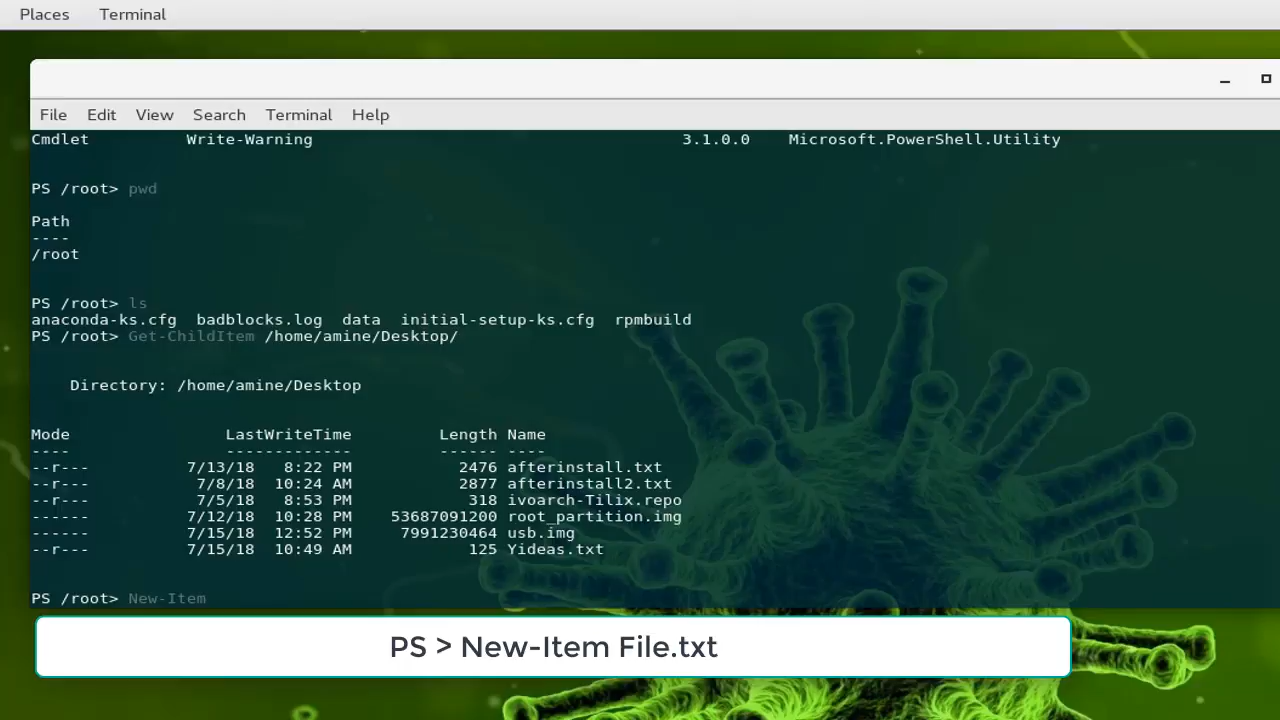 Places Terminal
File Edit View Search Terminal Help
Cmdlet Write-Warning 3.1.0.0 Microsoft.PowerShell.Utility
PS /root> pwd
Path
----
/root
PS /root> ls
anaconda-ks.cfg badblocks.log data initial-setup-ks.cfg rpmbuild
PS /root> Get-ChildItem /home/amine/Desktop/
Directory: /home/amine/Desktop
Mode LastWriteTime Length Name
---- ------------- ------ ----
--r--- 7/13/18 8:22 PM 2476 afterinstall.txt
--r--- 7/8/18 10:24 AM 2877 afterinstall2.txt
--r--- 7/5/18 8:53 PM 318 ivoarch-Tilix.repo
------ 7/12/18 10:28 PM 53687091200 root_partition.img
------ 7/15/18 12:52 PM 7991230464 usb.img
--r--- 7/15/18 10:49 AM 125 Yideas.txt
PS /root> New-Item
PS > New-Item File.txt